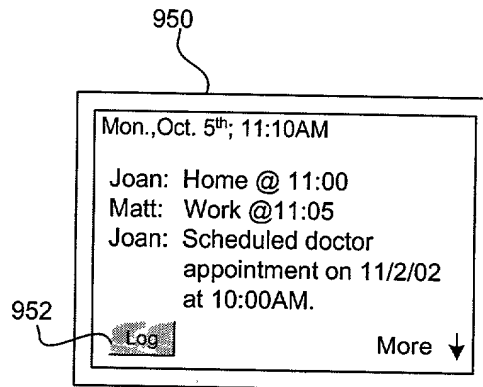 950
Mon.,Oct. 5th; 11:10AM
Joan: Home @ 11:00
Matt: Work @11:05
Joan: Scheduled doctor
appointment on 11/2/02
at 10:00AM.
952
Log
More